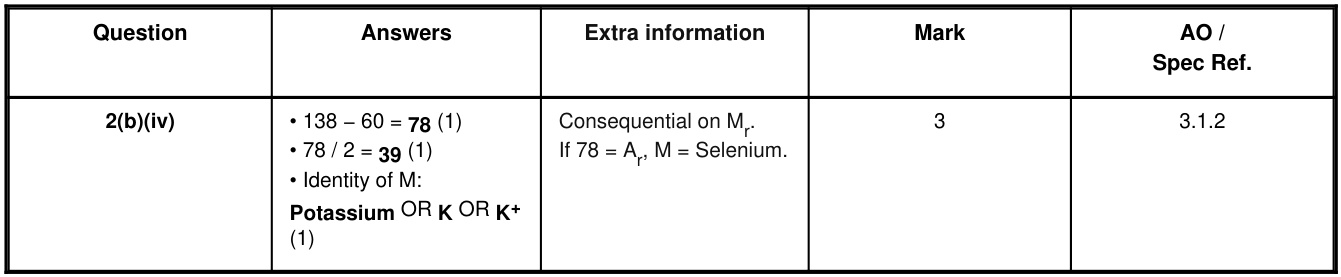 Question Answers Extra information Mark AO /
Spec Ref.
2(b)(iv) • 138 – 60 = 78 (1) Consequential on Mr. 3 3.1.2
• 78 / 2 = 39 (1) If 78 = Ar, M = Selenium.
• Identity of M:
Potassium OR K OR K+
(1)